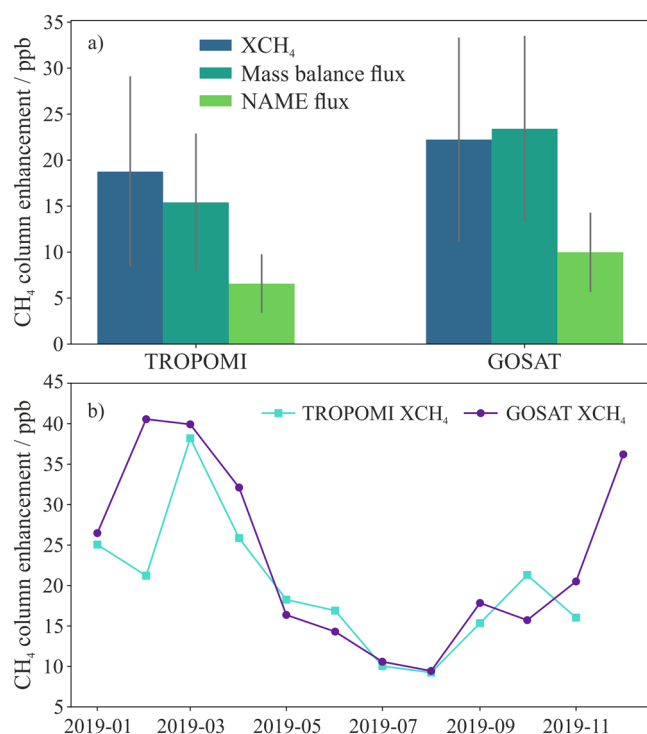 35
30
25
20
15
10
5
0
CH₄ column enhancement / ppb
a)
XCH₄
Mass balance flux
NAME flux
TROPOMI GOSAT
45
40
35
30
25
20
15
10
5
CH₄ column enhancement / ppb
b)
TROPOMI XCH₄ GOSAT XCH₄
2019-01 2019-03 2019-05 2019-07 2019-09 2019-11